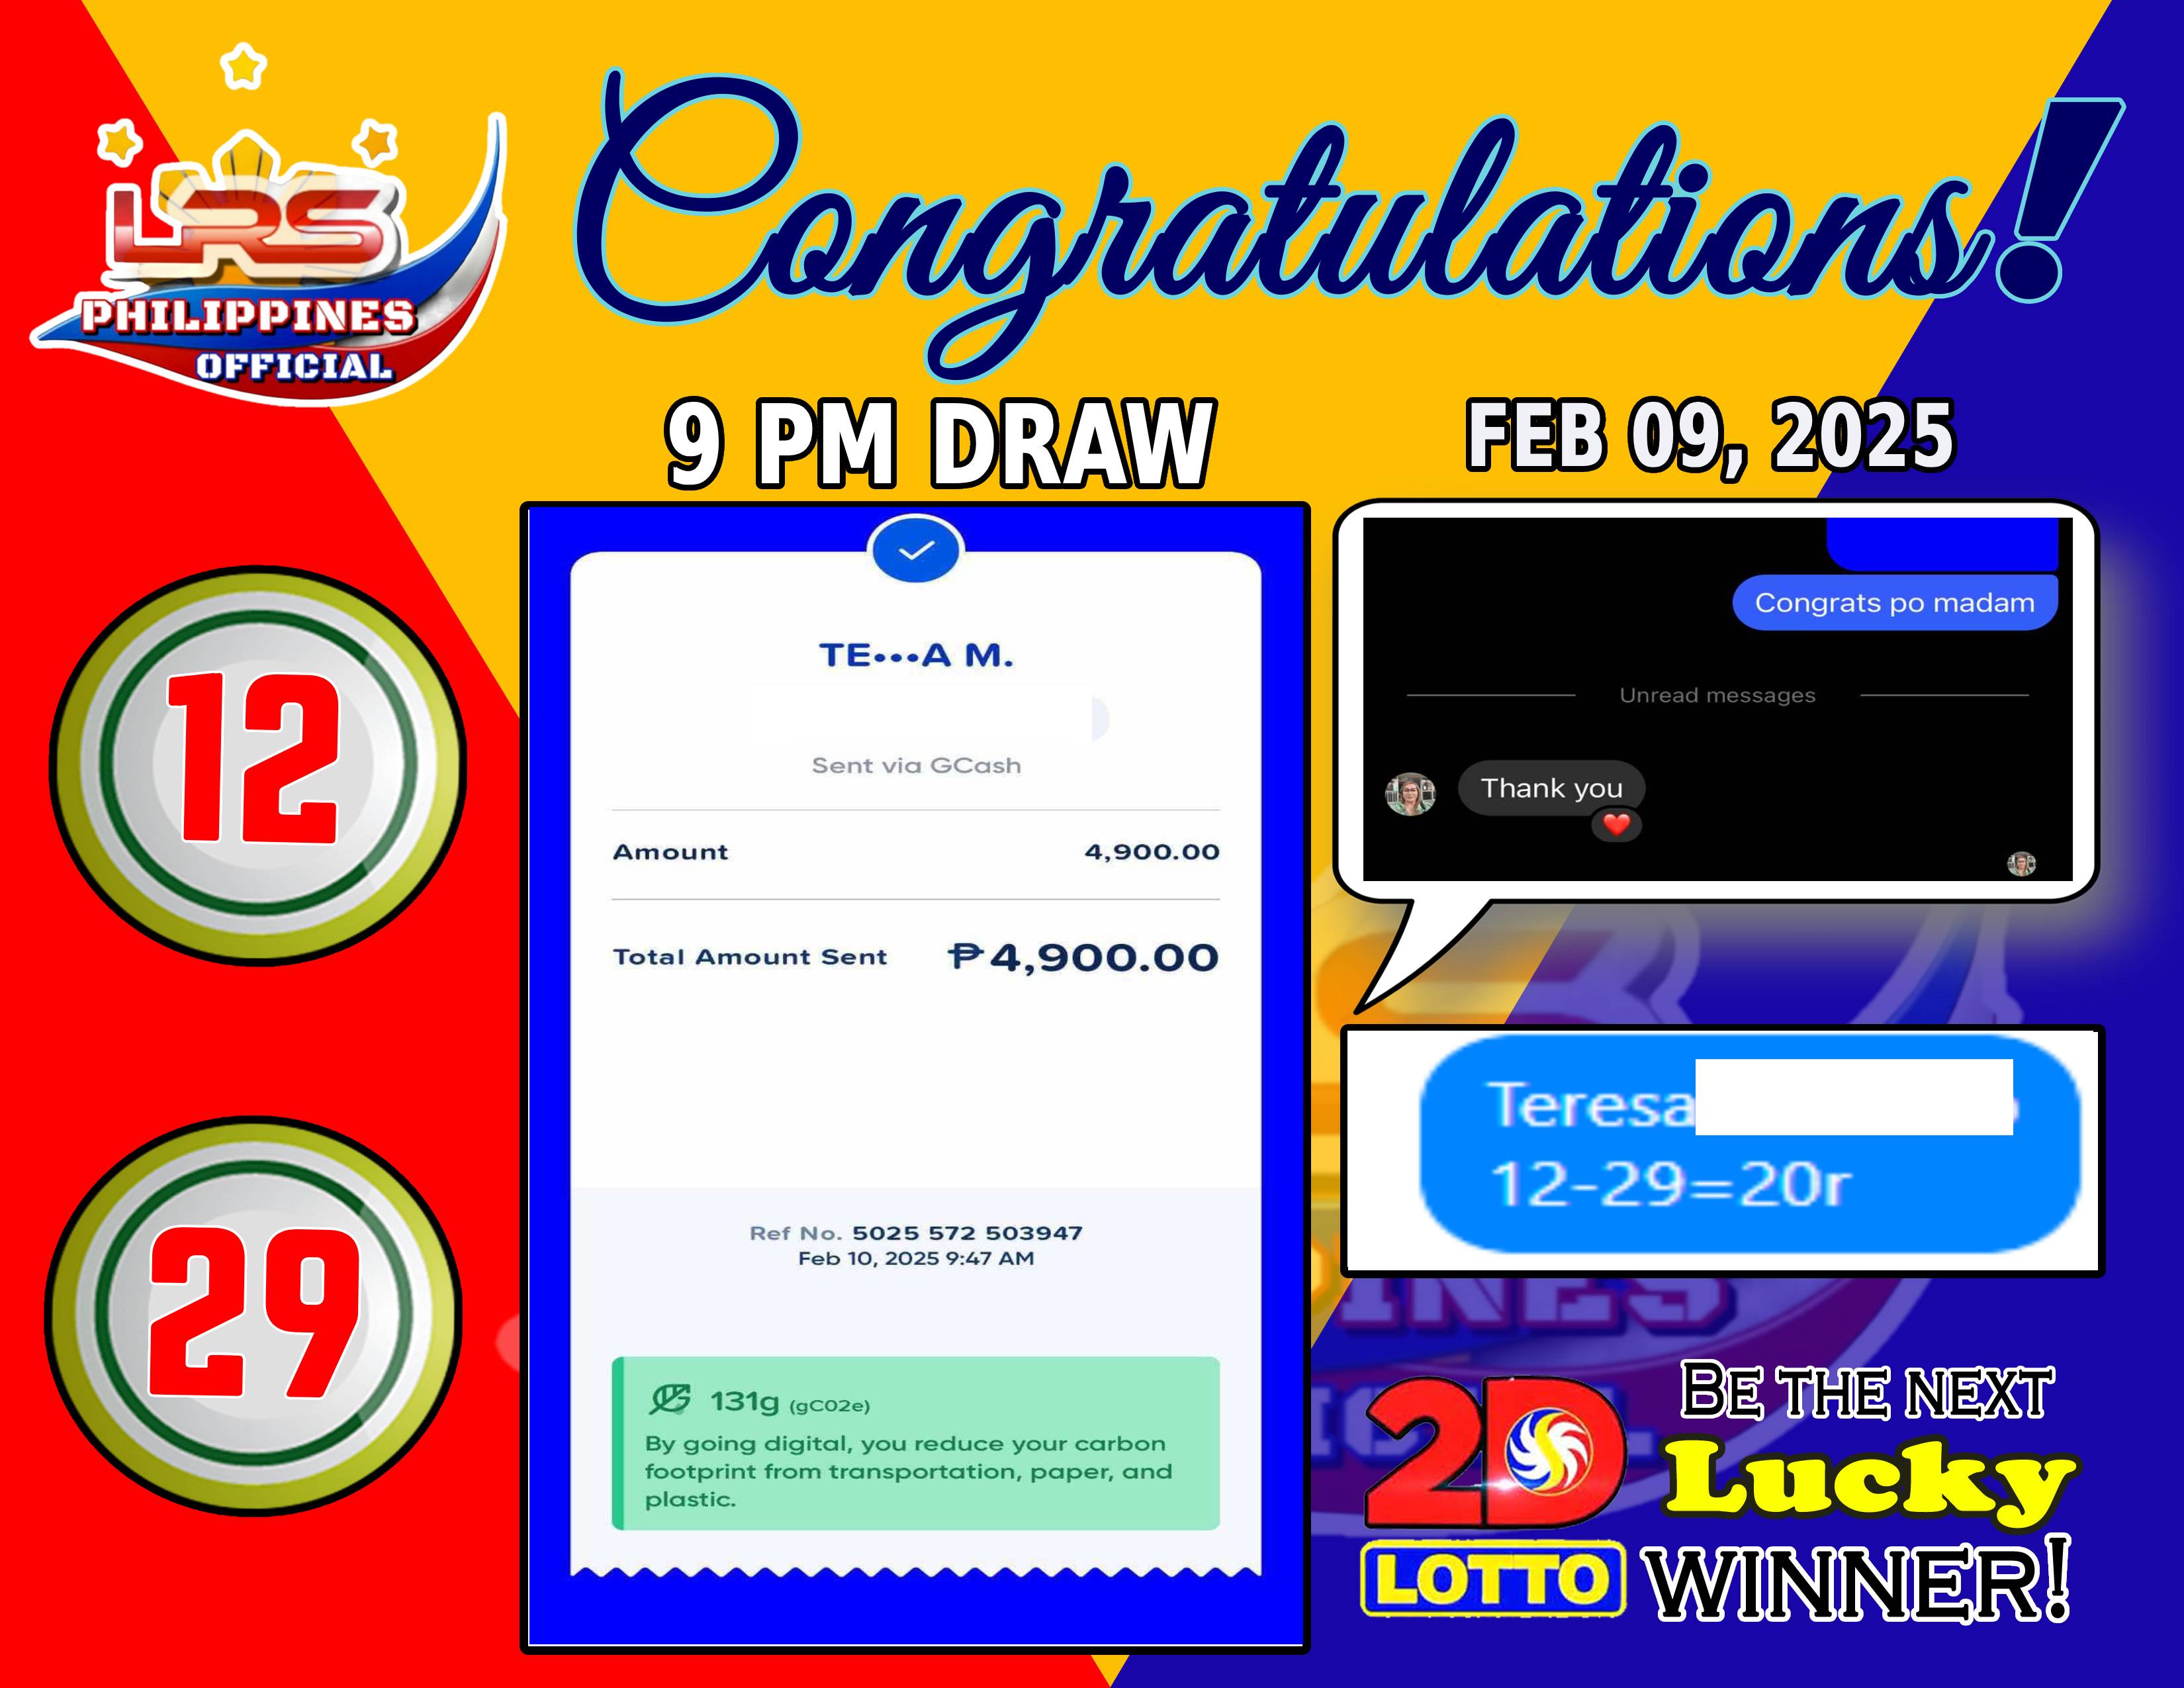 LRS
PHILIPPINES
OFFICIAL
Congratulations!
9 PM DRAW
FEB 09, 2025
12
29
TE•••A M.
Sent via GCash
Amount 4,900.00
Total Amount Sent ₱4,900.00
Ref No. 5025 572 503947
Feb 10, 2025 9:47 AM
131g (gCO2e)
By going digital, you reduce your carbon
footprint from transportation, paper, and
plastic.
Congrats po madam
Unread messages
Thank you
Teresa
12-29=20r
2D
LOTTO
BE THE NEXT
Lucky
WINNER!